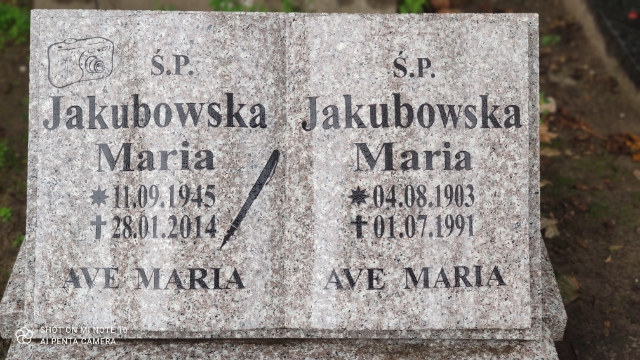 Ś.P.
Jakubowska
Maria
11.09.1945
28.01.2014
AVE MARIA
Ś.P.
Jakubowska
Maria
04.08.1903
01.07.1991
AVE MARIA
SHOT ON MI NOTE 10
AI PENTA CAMERA